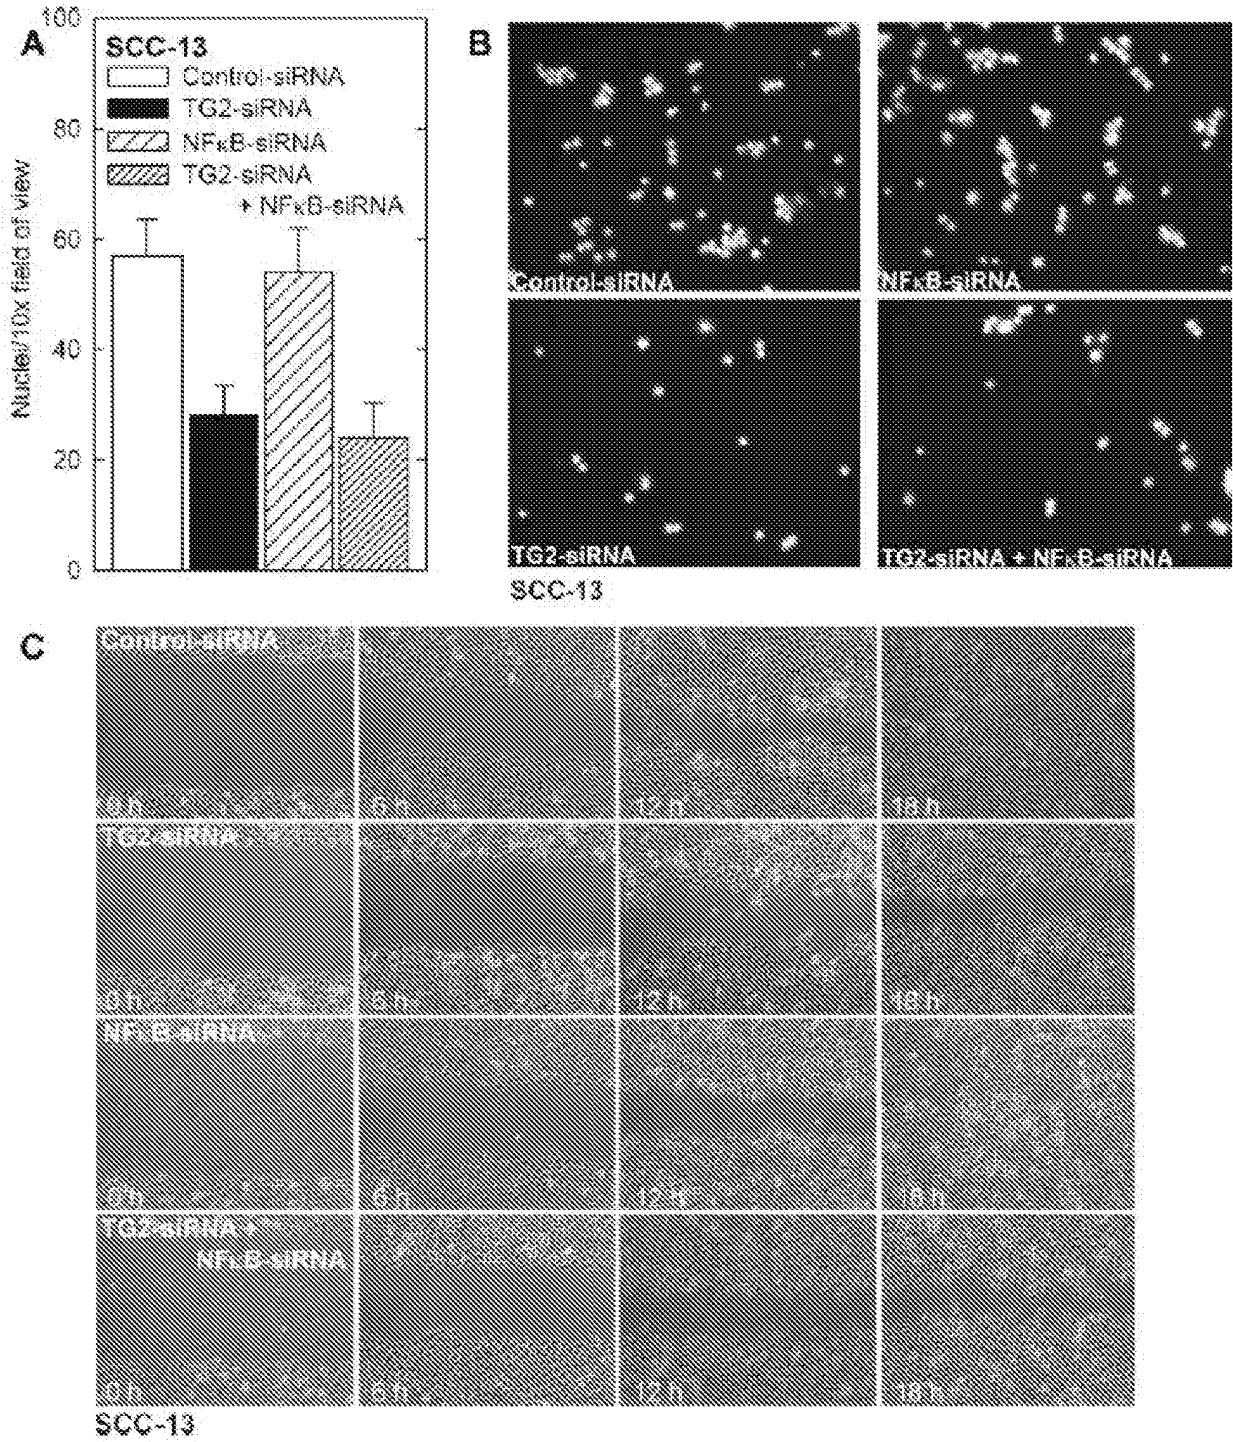 A
100
80
60
40
20
0
Nuclei/10x field of view
SCC-13
Control-siRNA
TG2-siRNA
NFκB-siRNA
TG2-siRNA
+ NFκB-siRNA
B
Control-siRNA
NFκB-siRNA
TG2-siRNA
TG2-siRNA + NFκB-siRNA
SCC-13
C
Control-siRNA
0 h
6 h
12 h
18 h
TG2-siRNA
0 h
6 h
12 h
18 h
NFκB-siRNA
0 h
6 h
12 h
18 h
TG2-siRNA +
NFκB-siRNA
0 h
6 h
12 h
18 h
SCC-13